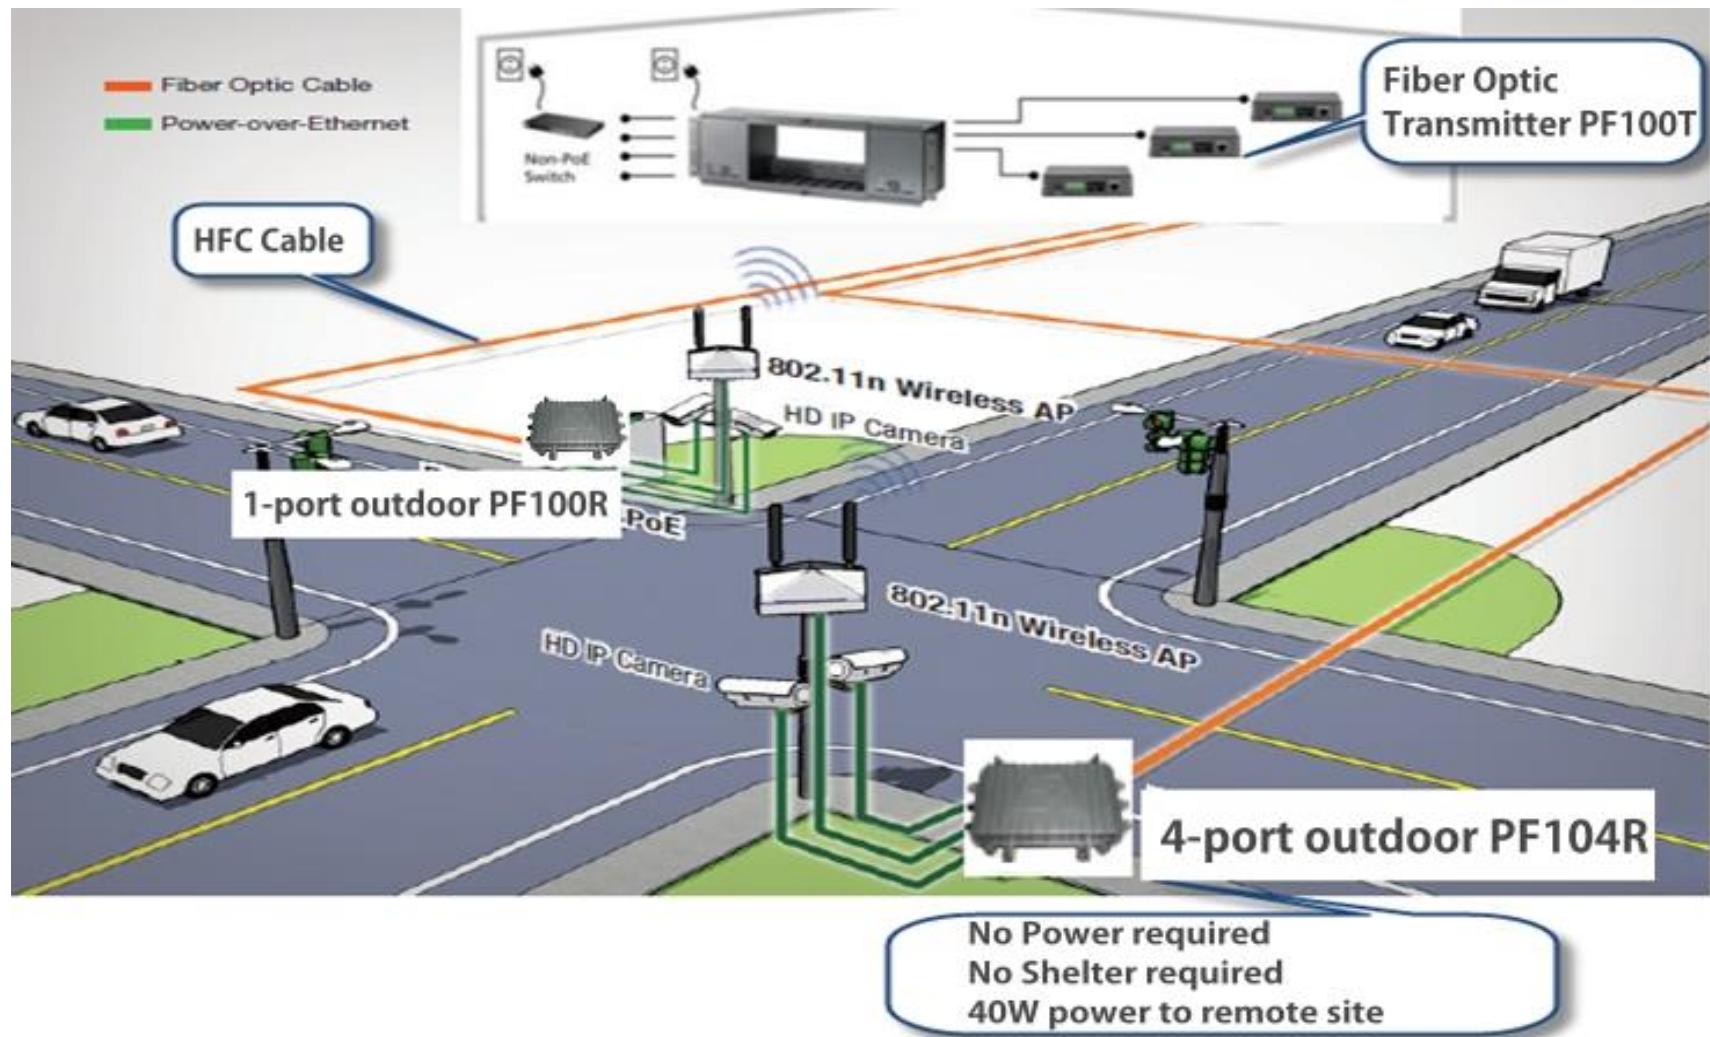 Fiber Optic Cable
Power-over-Ethernet
Non-PoE
Switch
Fiber Optic
Transmitter PF100T
HFC Cable
802.11n Wireless AP
HD IP Camera
1-port outdoor PF100R
PoE
802.11n Wireless AP
HD IP Camera
4-port outdoor PF104R
No Power required
No Shelter required
40W power to remote site